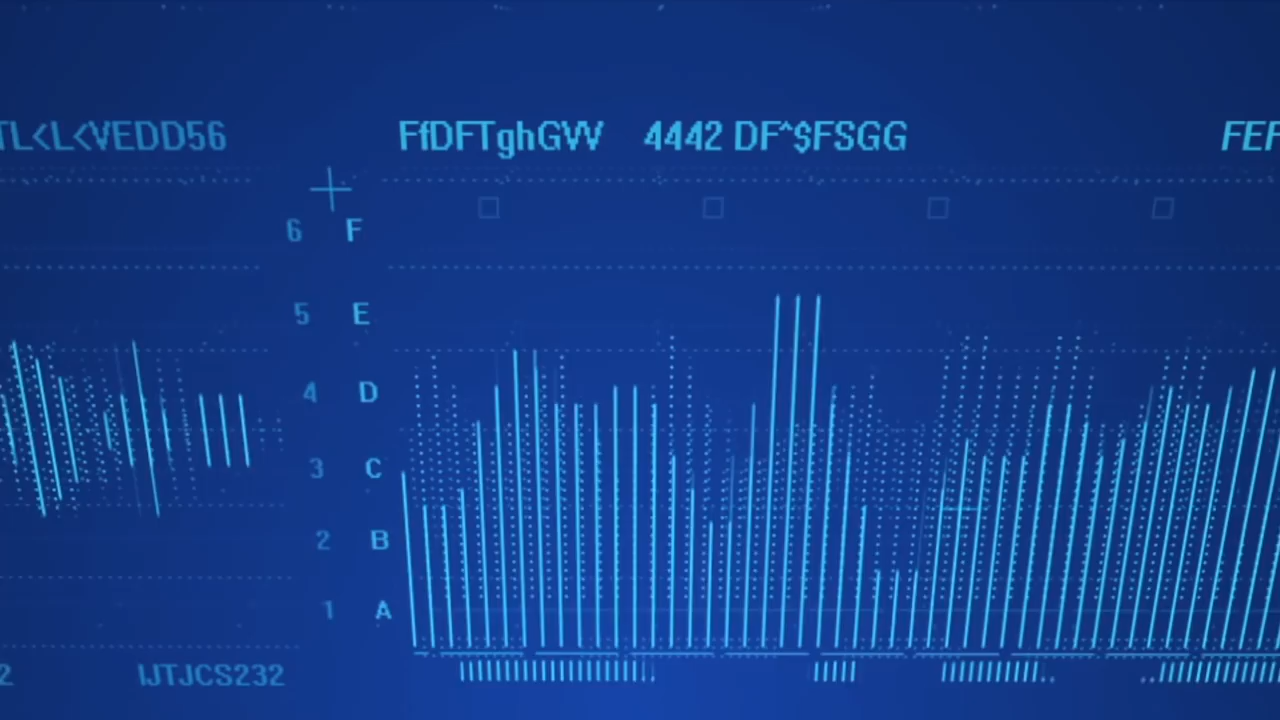 TL<L<VEDD56
FfDFTghGVV 4442 DF^$FSGG
FEF
6 F
5 E
4 D
3 C
2 B
1 A
2
IJTJCS232